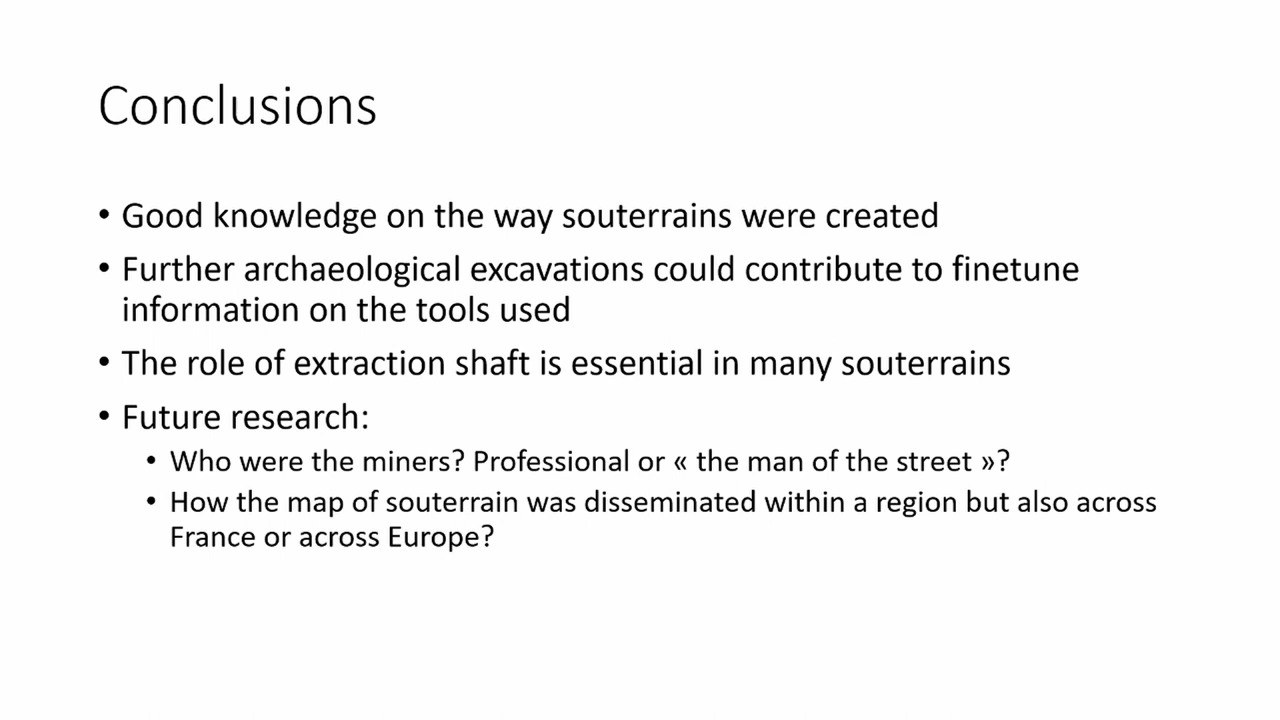 Conclusions
• Good knowledge on the way souterrains were created
• Further archaeological excavations could contribute to finetune
information on the tools used
• The role of extraction shaft is essential in many souterrains
• Future research:
• Who were the miners? Professional or « the man of the street »?
• How the map of souterrain was disseminated within a region but also across
France or across Europe?